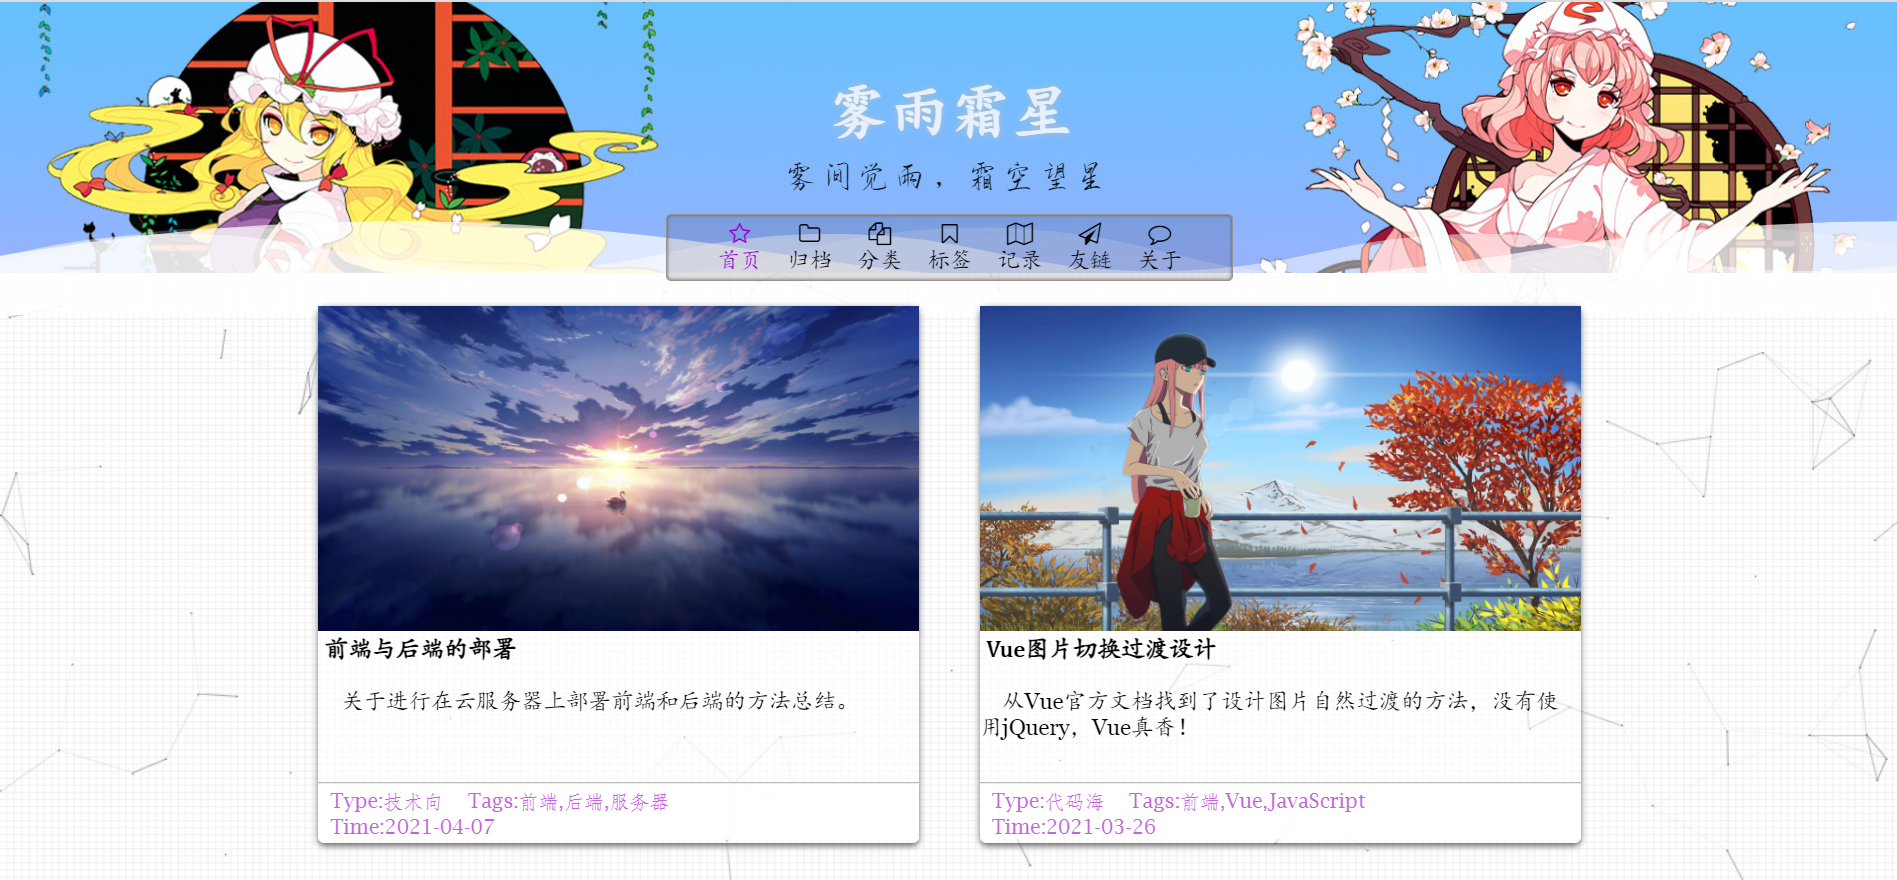 雾雨霜星
雾间觉雨，霜空望星
首页 归档 分类 标签 记录 友链 关于
前端与后端的部署
关于进行在云服务器上部署前端和后端的方法总结。
Type:技术向 Tags:前端,后端,服务器
Time:2021-04-07
Vue图片切换过渡设计
从Vue官方文档找到了设计图片自然过渡的方法，没有使
用jQuery，Vue真香！
Type:代码海 Tags:前端,Vue,JavaScript
Time:2021-03-26